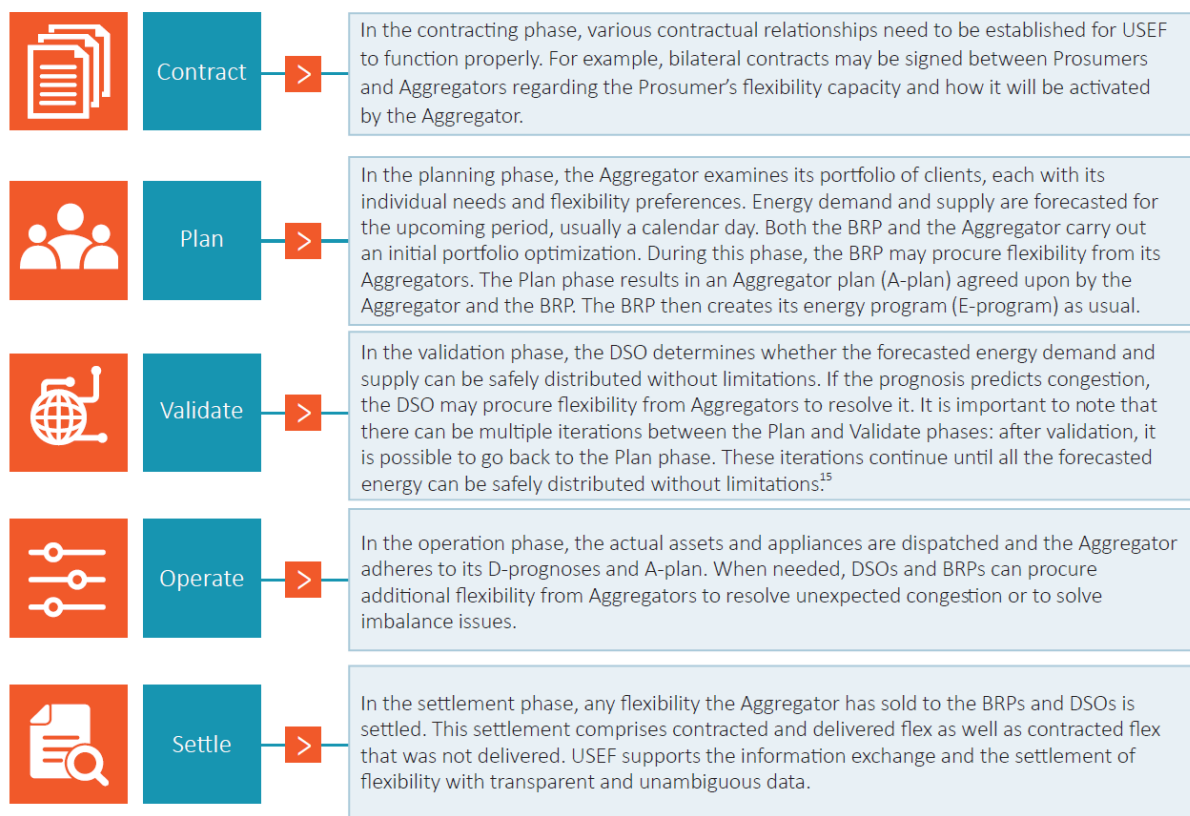 Contract
>
In the contracting phase, various contractual relationships need to be established for USEF
to function properly. For example, bilateral contracts may be signed between Prosumers
and Aggregators regarding the Prosumer’s flexibility capacity and how it will be activated
by the Aggregator.
Plan
>
In the planning phase, the Aggregator examines its portfolio of clients, each with its
individual needs and flexibility preferences. Energy demand and supply are forecasted for
the upcoming period, usually a calendar day. Both the BRP and the Aggregator carry out
an initial portfolio optimization. During this phase, the BRP may procure flexibility from its
Aggregators. The Plan phase results in an Aggregator plan (A-plan) agreed upon by the
Aggregator and the BRP. The BRP then creates its energy program (E-program) as usual.
Validate
>
In the validation phase, the DSO determines whether the forecasted energy demand and
supply can be safely distributed without limitations. If the prognosis predicts congestion,
the DSO may procure flexibility from Aggregators to resolve it. It is important to note that
there can be multiple iterations between the Plan and Validate phases: after validation, it
is possible to go back to the Plan phase. These iterations continue until all the forecasted
energy can be safely distributed without limitations.15
Operate
>
In the operation phase, the actual assets and appliances are dispatched and the Aggregator
adheres to its D-prognoses and A-plan. When needed, DSOs and BRPs can procure
additional flexibility from Aggregators to resolve unexpected congestion or to solve
imbalance issues.
Settle
>
In the settlement phase, any flexibility the Aggregator has sold to the BRPs and DSOs is
settled. This settlement comprises contracted and delivered flex as well as contracted flex
that was not delivered. USEF supports the information exchange and the settlement of
flexibility with transparent and unambiguous data.